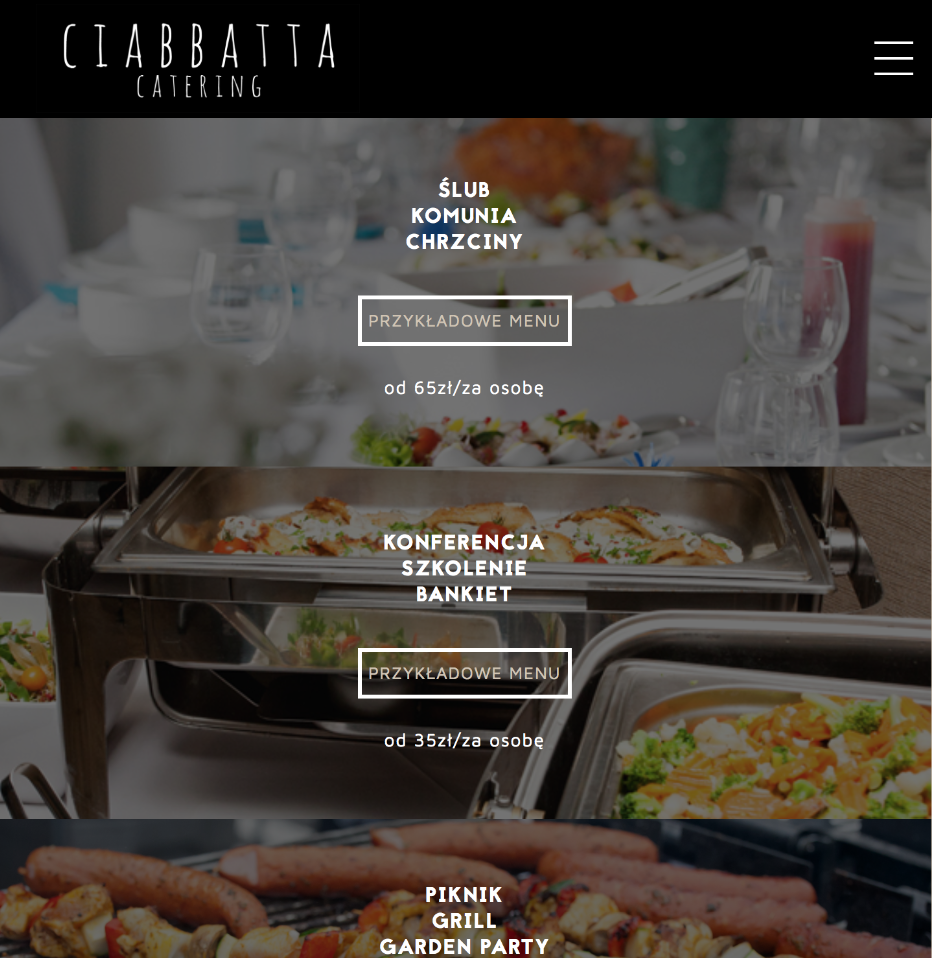 CIABBATTA
CATERING
ŚLUB
KOMUNIA
CHRZCINY
PRZYKŁADOWE MENU
od 65zł/za osobę
KONFERENCJA
SZKOLENIE
BANKIET
PRZYKŁADOWE MENU
od 35zł/za osobę
PIKNIK
GRILL
GARDEN PARTY